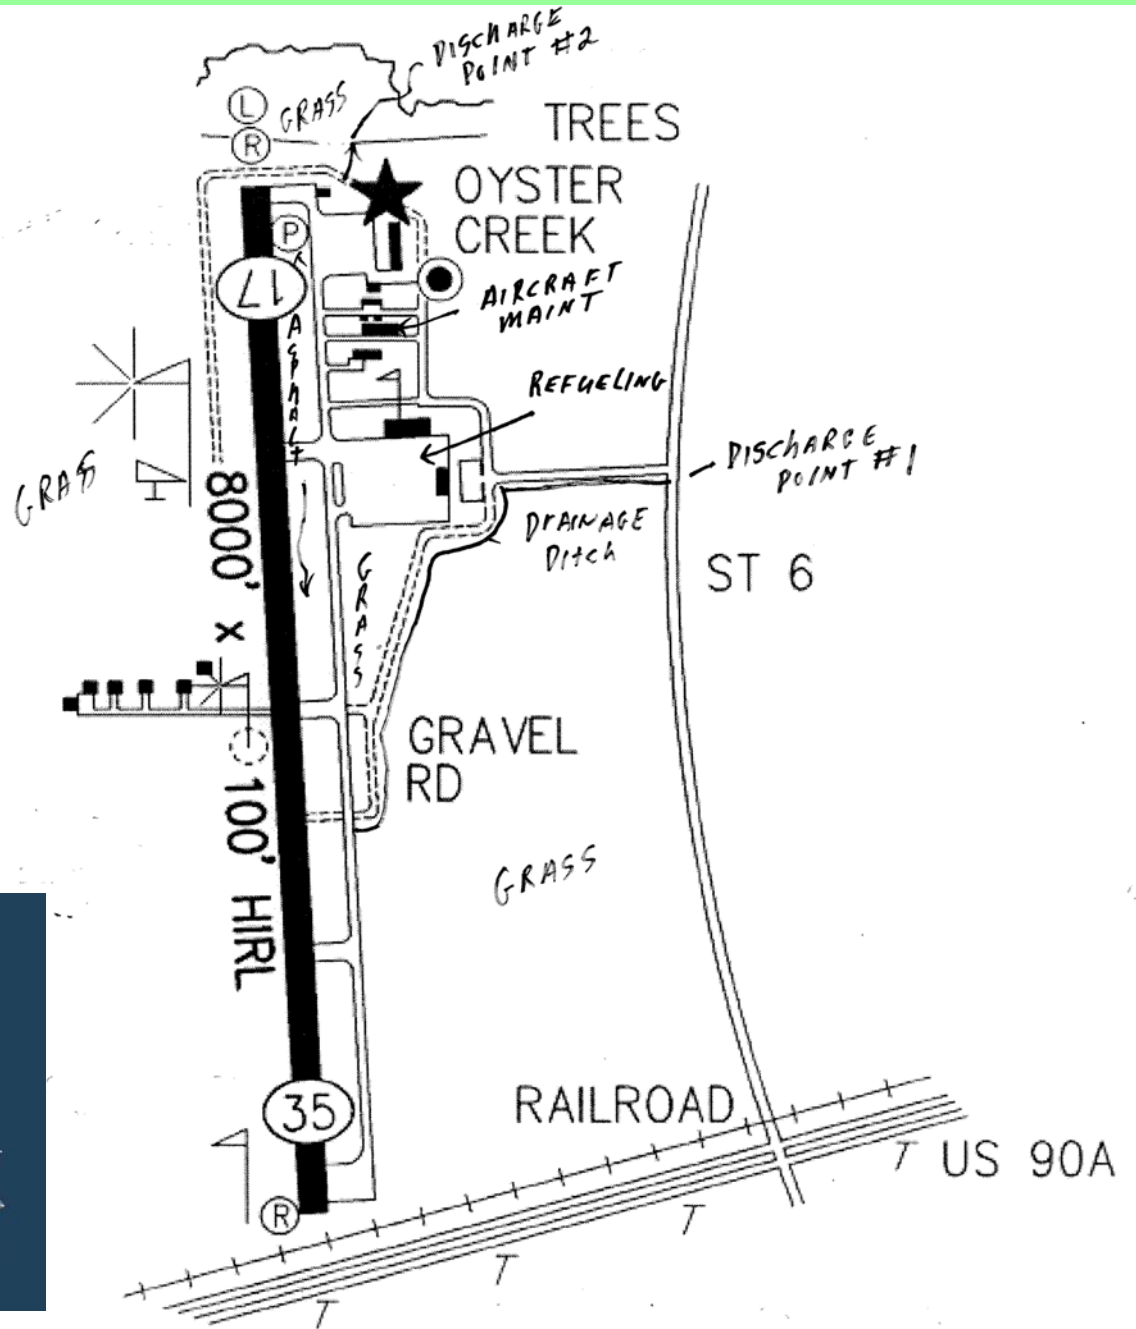 DISCHARGE
POINT #2
L
GRASS
R
TREES
OYSTER
CREEK
P
17
AIRCRAFT
MAINT
ASPHALT
REFUELING
GRASS
DISCHARGE
POINT #1
8000' x
DrAINAGE
Ditch
GRASS
ST 6
GRAVEL
RD
100' HIRL
GRASS
35
RAILROAD
R
US 90A
T
T
T
T